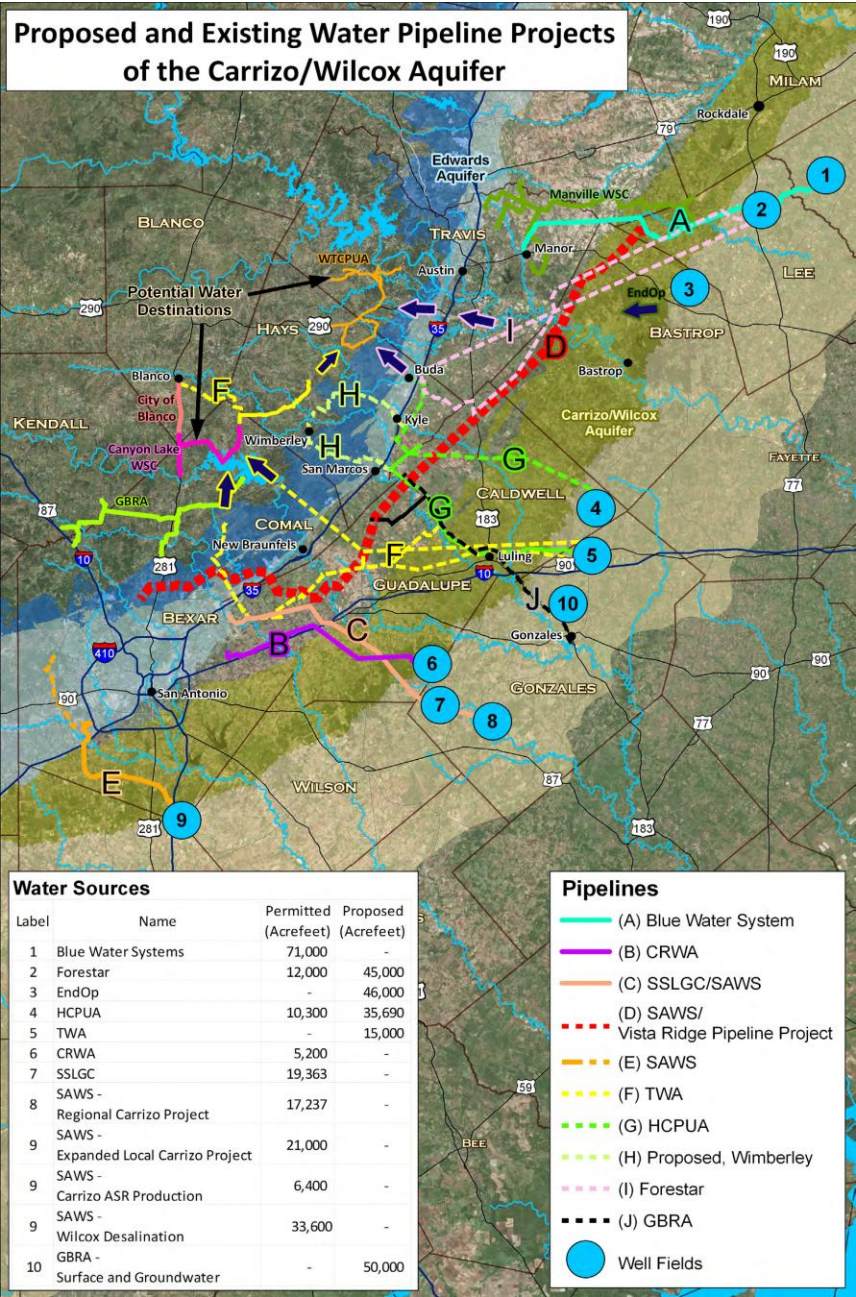 Proposed and Existing Water Pipeline Projects
of the Carrizo/Wilcox Aquifer
190
190
MILAM
Rockdale
79
Edwards
Aquifer
1
Manville WSC
2
A
BLANCO
TRAVIS
WTCPUA
Manor
LEE
Austin
3
EndOp
Potential Water
Destinations
290
290
HAYS
35
I
BASTROP
D
Blanco
Buda
Bastrop
F
City of
Blanco
H
Carrizo/Wilcox
Aquifer
KENDALL
Kyle
Wimberley
H
Canyon Lake
WSC
San Marcos
G
FAYETTE
77
87
GBRA
G
CALDWELL
4
183
COMAL
10
New Braunfels
F
Luling
5
281
90
35
GUADALUPE
10
J
10
BEXAR
C
Gonzales
B
410
6
90
90
San Antonio
GONZALES
90
7
8
77
E
WILSON
87
9
281
183
59
BEE
Water Sources
Label Name Permitted (Acrefeet) Proposed (Acrefeet)
1 Blue Water Systems 71,000 -
2 Forestar 12,000 45,000
3 EndOp - 46,000
4 HCPUA 10,300 35,690
5 TWA - 15,000
6 CRWA 5,200 -
7 SSLGC 19,363 -
8 SAWS - Regional Carrizo Project 17,237 -
9 SAWS - Expanded Local Carrizo Project 21,000 -
9 SAWS - Carrizo ASR Production 6,400 -
9 SAWS - Wilcox Desalination 33,600 -
10 GBRA - Surface and Groundwater - 50,000
Pipelines
(A) Blue Water System
(B) CRWA
(C) SSLGC/SAWS
(D) SAWS/
Vista Ridge Pipeline Project
(E) SAWS
(F) TWA
(G) HCPUA
(H) Proposed, Wimberley
(I) Forestar
(J) GBRA
Well Fields